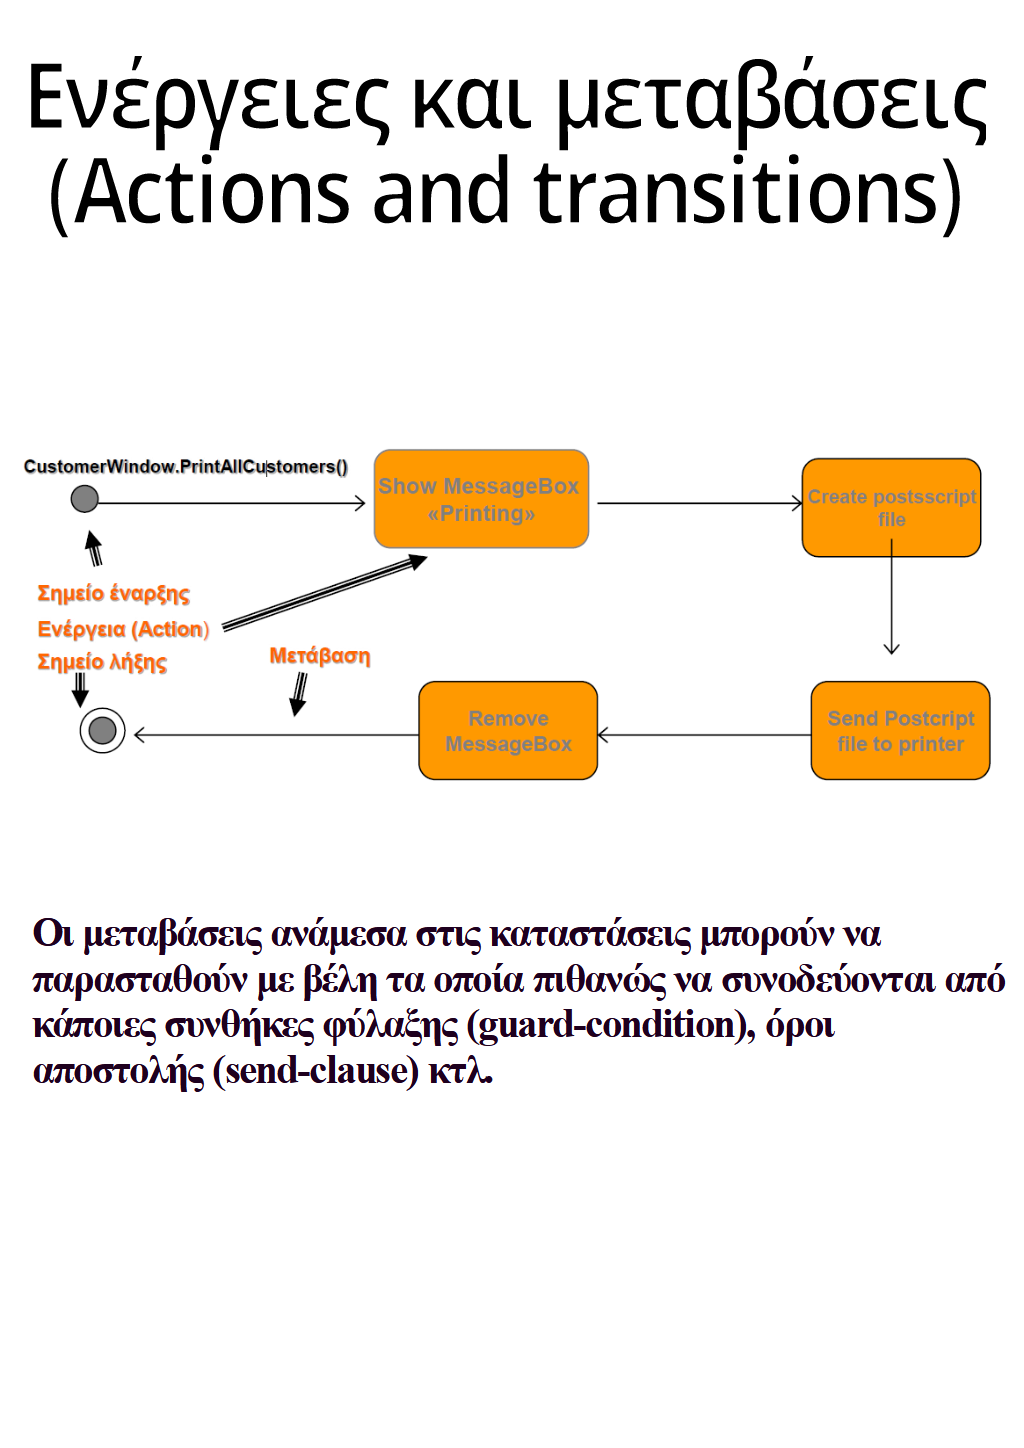 Ενέργειες και μεταβάσεις
(Actions and transitions)
CustomerWindow.PrintAllCustomers()
Show MessageBox
«Printing»
Create postsscript
file
Σημείο έναρξης
Ενέργεια (Action)
Σημείο λήξης
Μετάβαση
Remove
MessageBox
Send Postcript
file to printer
Οι μεταβάσεις ανάμεσα στις καταστάσεις μπορούν να
παρασταθούν με βέλη τα οποία πιθανώς να συνοδεύονται από
κάποιες συνθήκες φύλαξης (guard-condition), όροι
αποστολής (send-clause) κτλ.